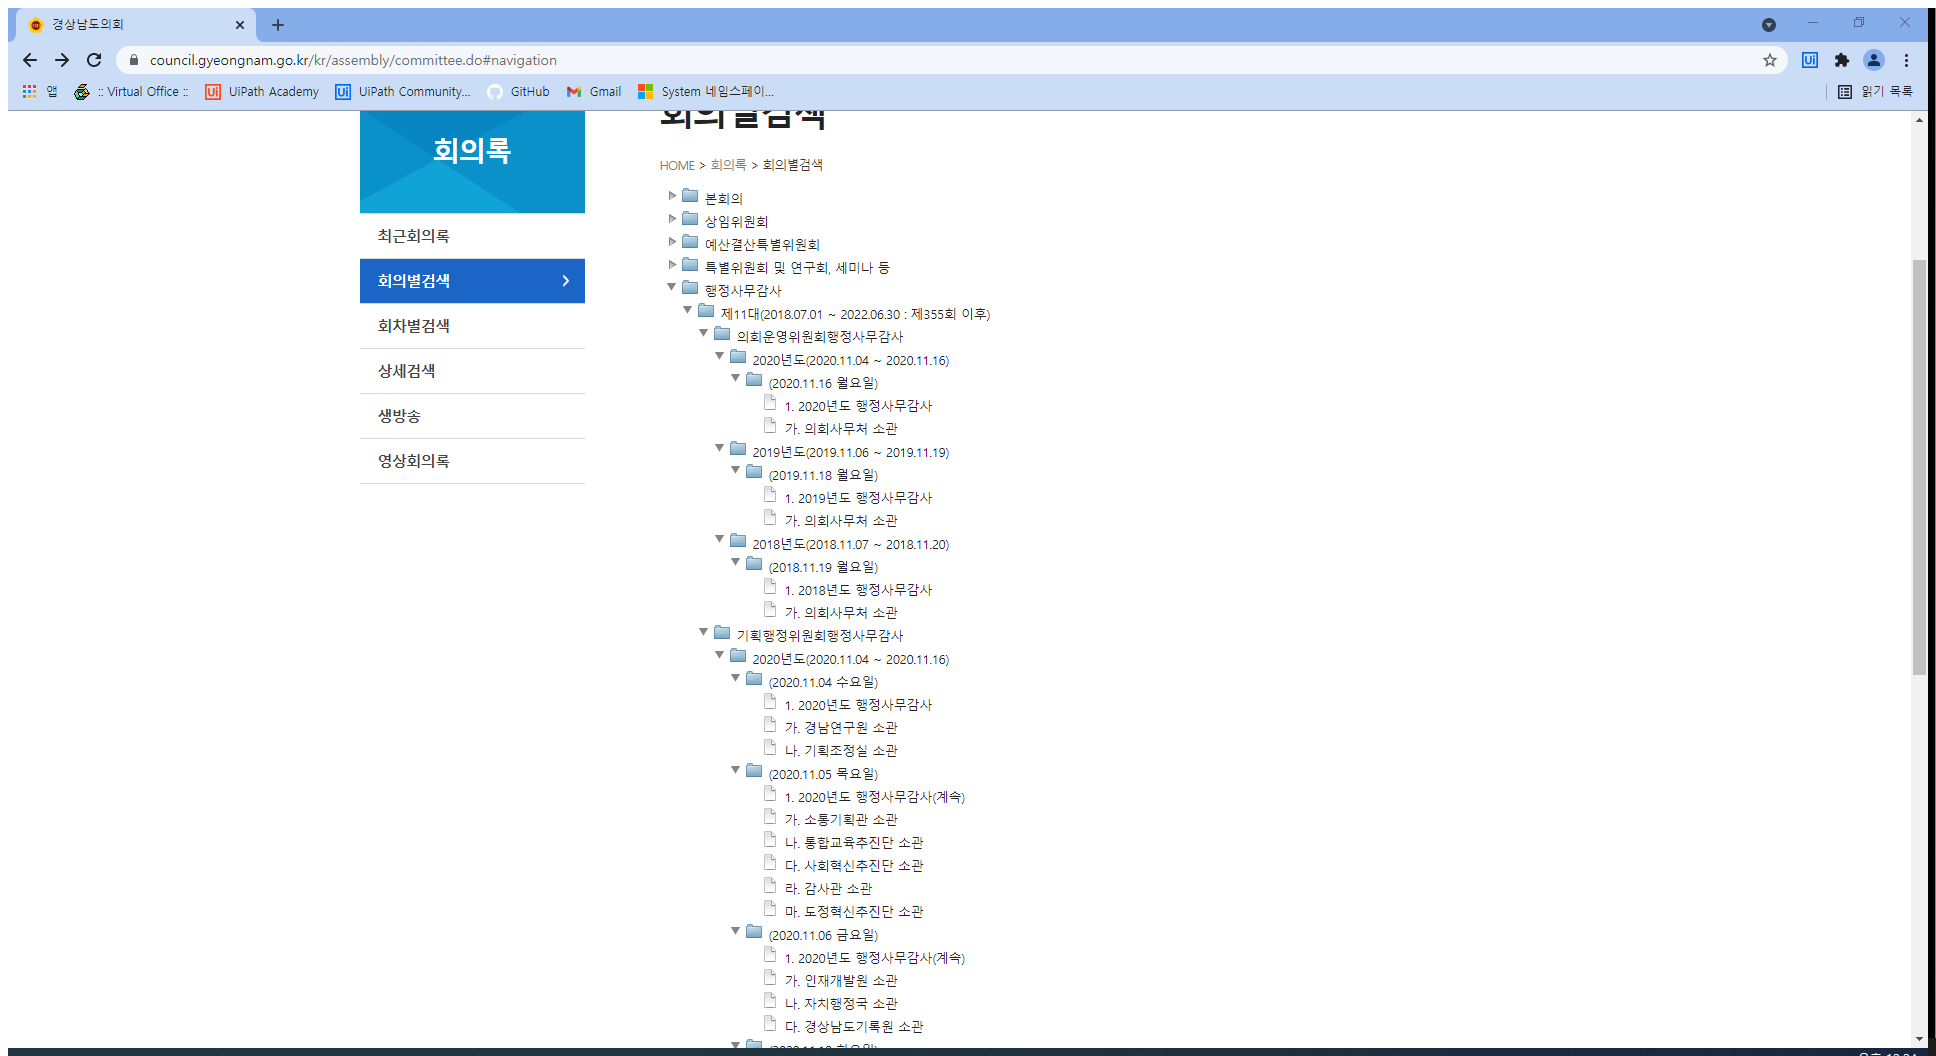 경상남도의회
council.gyeongnam.go.kr/kr/assembly/committee.do#navigation
앱 :: Virtual Office :: UiPath Academy UiPath Community... GitHub Gmail System 네임스페이... 읽기 목록
회의별검색
회의록
HOME > 회의록 > 회의별검색
최근회의록
회의별검색
회차별검색
상세검색
생방송
영상회의록
본회의
상임위원회
예산결산특별위원회
특별위원회 및 연구회, 세미나 등
행정사무감사
제11대(2018.07.01 ~ 2022.06.30 : 제355회 이후)
의회운영위원회행정사무감사
2020년도(2020.11.04 ~ 2020.11.16)
(2020.11.16 월요일)
1. 2020년도 행정사무감사
가. 의회사무처 소관
2019년도(2019.11.06 ~ 2019.11.19)
(2019.11.18 월요일)
1. 2019년도 행정사무감사
가. 의회사무처 소관
2018년도(2018.11.07 ~ 2018.11.20)
(2018.11.19 월요일)
1. 2018년도 행정사무감사
가. 의회사무처 소관
기획행정위원회행정사무감사
2020년도(2020.11.04 ~ 2020.11.16)
(2020.11.04 수요일)
1. 2020년도 행정사무감사
가. 경남연구원 소관
나. 기획조정실 소관
(2020.11.05 목요일)
1. 2020년도 행정사무감사(계속)
가. 소통기획관 소관
나. 통합교육추진단 소관
다. 사회혁신추진단 소관
라. 감사관 소관
마. 도정혁신추진단 소관
(2020.11.06 금요일)
1. 2020년도 행정사무감사(계속)
가. 인재개발원 소관
나. 자치행정국 소관
다. 경상남도기록원 소관